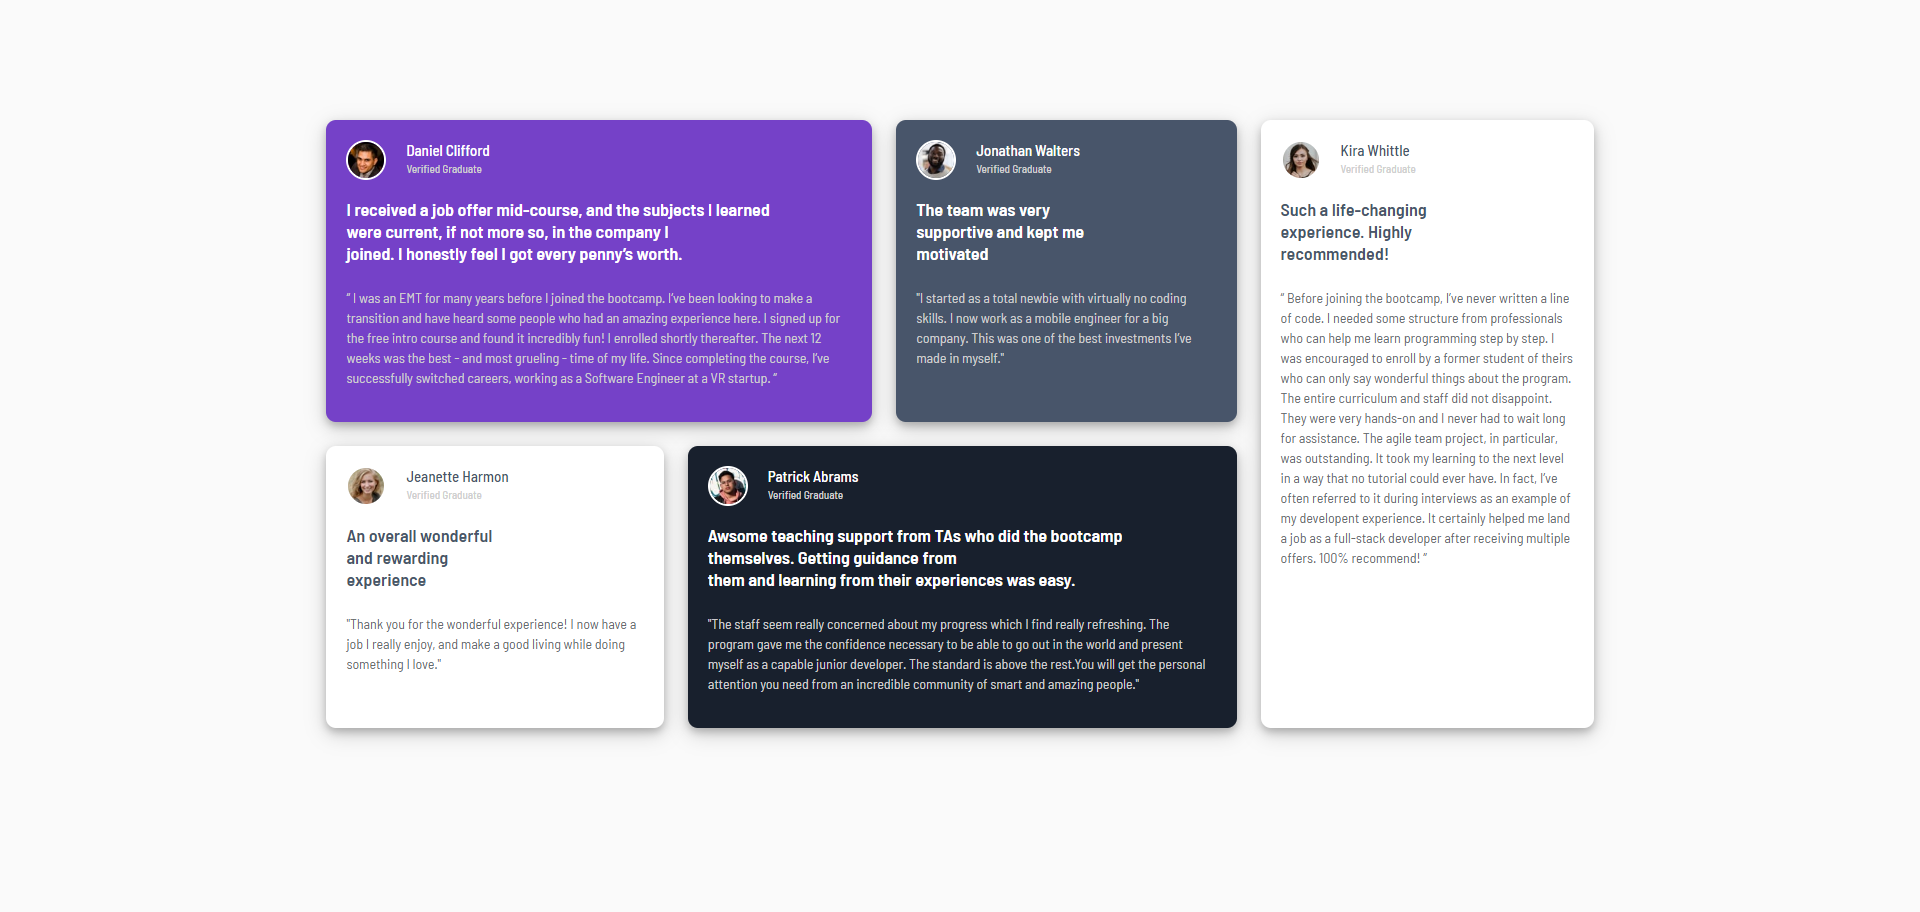 Daniel Clifford
Verified Graduate
I received a job offer mid-course, and the subjects I learned
were current, if not more so, in the company I
joined. I honestly feel I got every penny’s worth.
“ I was an EMT for many years before I joined the bootcamp. I’ve been looking to make a
transition and have heard some people who had an amazing experience here. I signed up for
the free intro course and found it incredibly fun! I enrolled shortly thereafter. The next 12
weeks was the best - and most grueling - time of my life. Since completing the course, I’ve
successfully switched careers, working as a Software Engineer at a VR startup. “
Jonathan Walters
Verified Graduate
The team was very
supportive and kept me
motivated
"I started as a total newbie with virtually no coding
skills. I now work as a mobile engineer for a big
company. This was one of the best investments I’ve
made in myself."
Kira Whittle
Verified Graduate
Such a life-changing
experience. Highly
recommended!
“ Before joining the bootcamp, I’ve never written a line
of code. I needed some structure from professionals
who can help me learn programming step by step. I
was encouraged to enroll by a former student of theirs
who can only say wonderful things about the program.
The entire curriculum and staff did not disappoint.
They were very hands-on and I never had to wait long
for assistance. The agile team project, in particular,
was outstanding. It took my learning to the next level
in a way that no tutorial could ever have. In fact, I’ve
often referred to it during interviews as an example of
my developent experience. It certainly helped me land
a job as a full-stack developer after receiving multiple
offers. 100% recommend! ”
Jeanette Harmon
Verified Graduate
An overall wonderful
and rewarding
experience
"Thank you for the wonderful experience! I now have a
job I really enjoy, and make a good living while doing
something I love."
Patrick Abrams
Verified Graduate
Awsome teaching support from TAs who did the bootcamp
themselves. Getting guidance from
them and learning from their experiences was easy.
"The staff seem really concerned about my progress which I find really refreshing. The
program gave me the confidence necessary to be able to go out in the world and present
myself as a capable junior developer. The standard is above the rest.You will get the personal
attention you need from an incredible community of smart and amazing people."